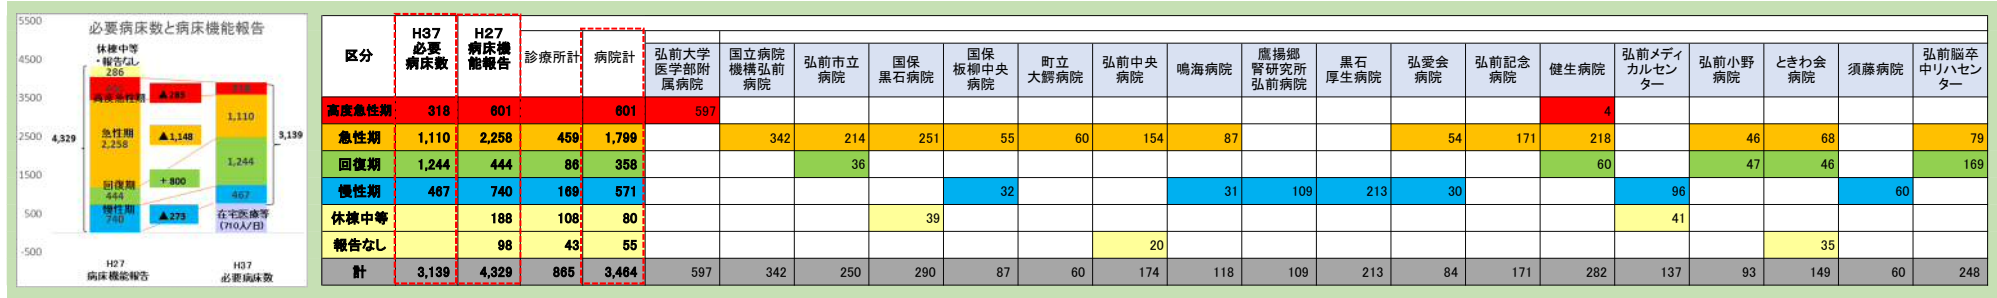 必要病床数と病床機能報告
5500
4500
3500
2500
1500
500
-500
休棟中等
・報告なし
286
高度急性期
急性期
2,258
回復期
444
慢性期
740
4,329
▲283
▲1,148
+800
▲273
318
1,110
1,244
467
在宅医療等
(710人/日)
3,139
H27
病床機能報告
H37
必要病床数
区分 H37必要病床数 H27病床機能報告 診療所計 病院計 弘前大学医学部附属病院 国立病院機構弘前病院 弘前市立病院 国保黒石病院 国保板柳中央病院 町立大鰐病院 弘前中央病院 鳴海病院 鷹揚郷腎研究所弘前病院 黒石厚生病院 弘愛会病院 弘前記念病院 健生病院 弘前メディカルセンター 弘前小野病院 ときわ会病院 須藤病院 弘前脳卒中リハセンター
高度急性期 318 601 601 597 4
急性期 1,110 2,258 459 1,799 342 214 251 55 60 154 87 54 171 218 46 68 79
回復期 1,244 444 86 358 36 60 47 46 169
慢性期 467 740 169 571 32 31 109 213 30 96 60
休棟中等 188 108 80 39 41
報告なし 98 43 55 20 35
計 3,139 4,329 865 3,464 597 342 250 290 87 60 174 118 109 213 84 171 282 137 93 149 60 248